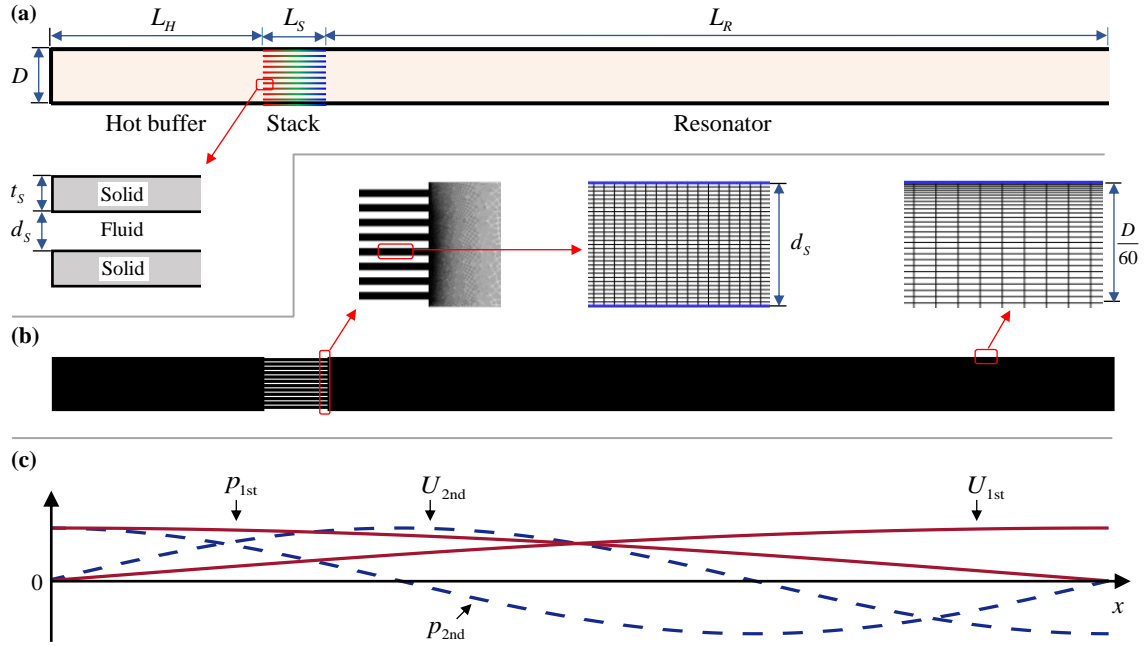 (a)
L_H
L_S
L_R
D
Hot buffer
Stack
Resonator
t_S
Solid
d_S
Fluid
Solid
d_S
D
60
(b)
(c)
p_1st
U_2nd
U_1st
0
p_2nd
x